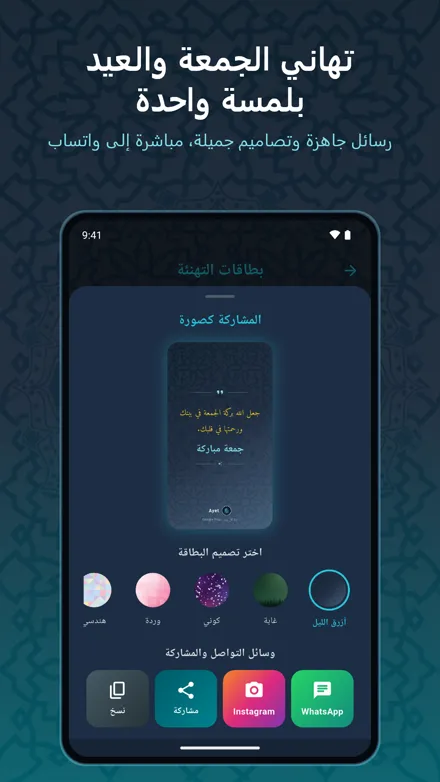 تهاني الجمعة والعيد
بلمسة واحدة
رسائل جاهزة وتصاميم جميلة، مباشرة إلى واتساب
9:41
بطاقات التهنئة
المشاركة كصورة
جعل الله بركة الجمعة في بيتك
ورحمتها في قلبك.
جمعة مباركة
Ayet
اختر تصميم البطاقة
أزرق الليل
غابة
كوني
وردة
هندسي
وسائل التواصل والمشاركة
WhatsApp
Instagram
مشاركة
نسخ